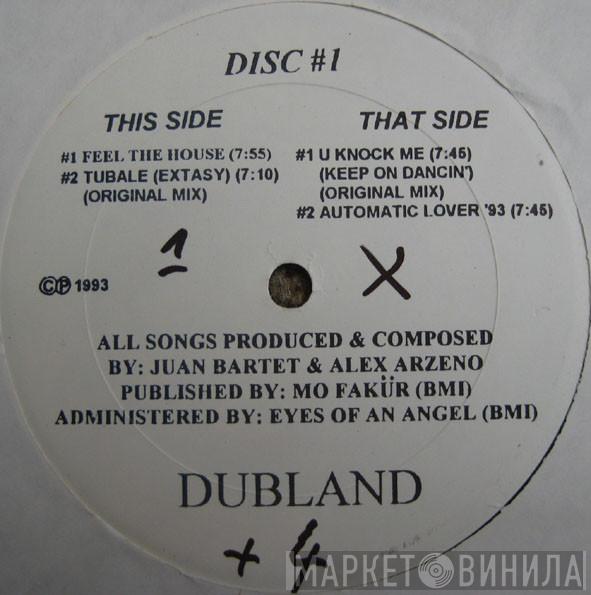 DISC #1
THIS SIDE
#1 FEEL THE HOUSE (7:55)
#2 TUBALE (EXTASY) (7:10)
(ORIGINAL MIX)
THAT SIDE
#1 U KNOCK ME (7:45)
(KEEP ON DANCIN')
(ORIGINAL MIX)
#2 AUTOMATIC LOVER '93 (7:45)
1
X
©℗ 1993
ALL SONGS PRODUCED & COMPOSED
BY: JUAN BARTET & ALEX ARZENO
PUBLISHED BY: MO FAKÜR (BMI)
ADMINISTERED BY: EYES OF AN ANGEL (BMI)
DUBLAND
+ 4
МАРКЕТ ВИНИЛА